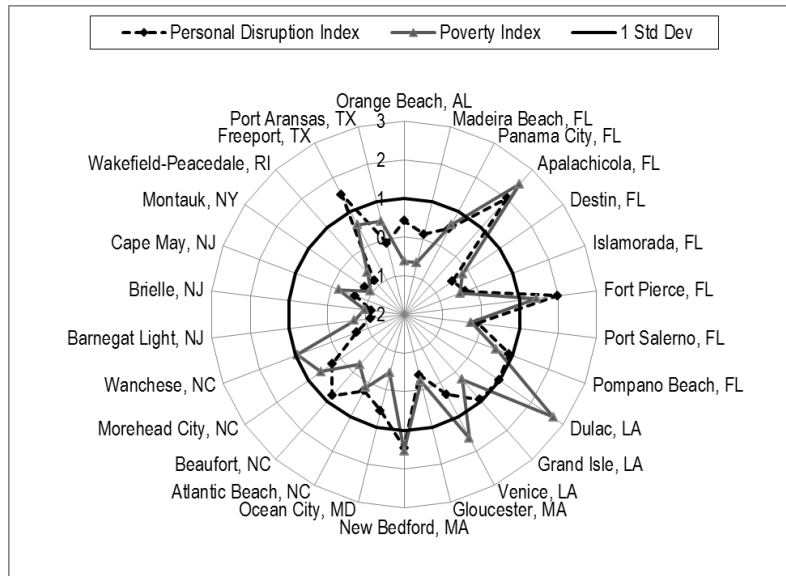 Personal Disruption Index Poverty Index 1 Std Dev
Orange Beach, AL
Madeira Beach, FL
Panama City, FL
Apalachicola, FL
Destin, FL
Islamorada, FL
Fort Pierce, FL
Port Salerno, FL
Pompano Beach, FL
Dulac, LA
Grand Isle, LA
Venice, LA
Gloucester, MA
New Bedford, MA
Ocean City, MD
Atlantic Beach, NC
Beaufort, NC
Morehead City, NC
Wanchese, NC
Barnegat Light, NJ
Brielle, NJ
Cape May, NJ
Montauk, NY
Wakefield-Peacedale, RI
Freeport, TX
Port Aransas, TX
3
2
1
0
-1
-2